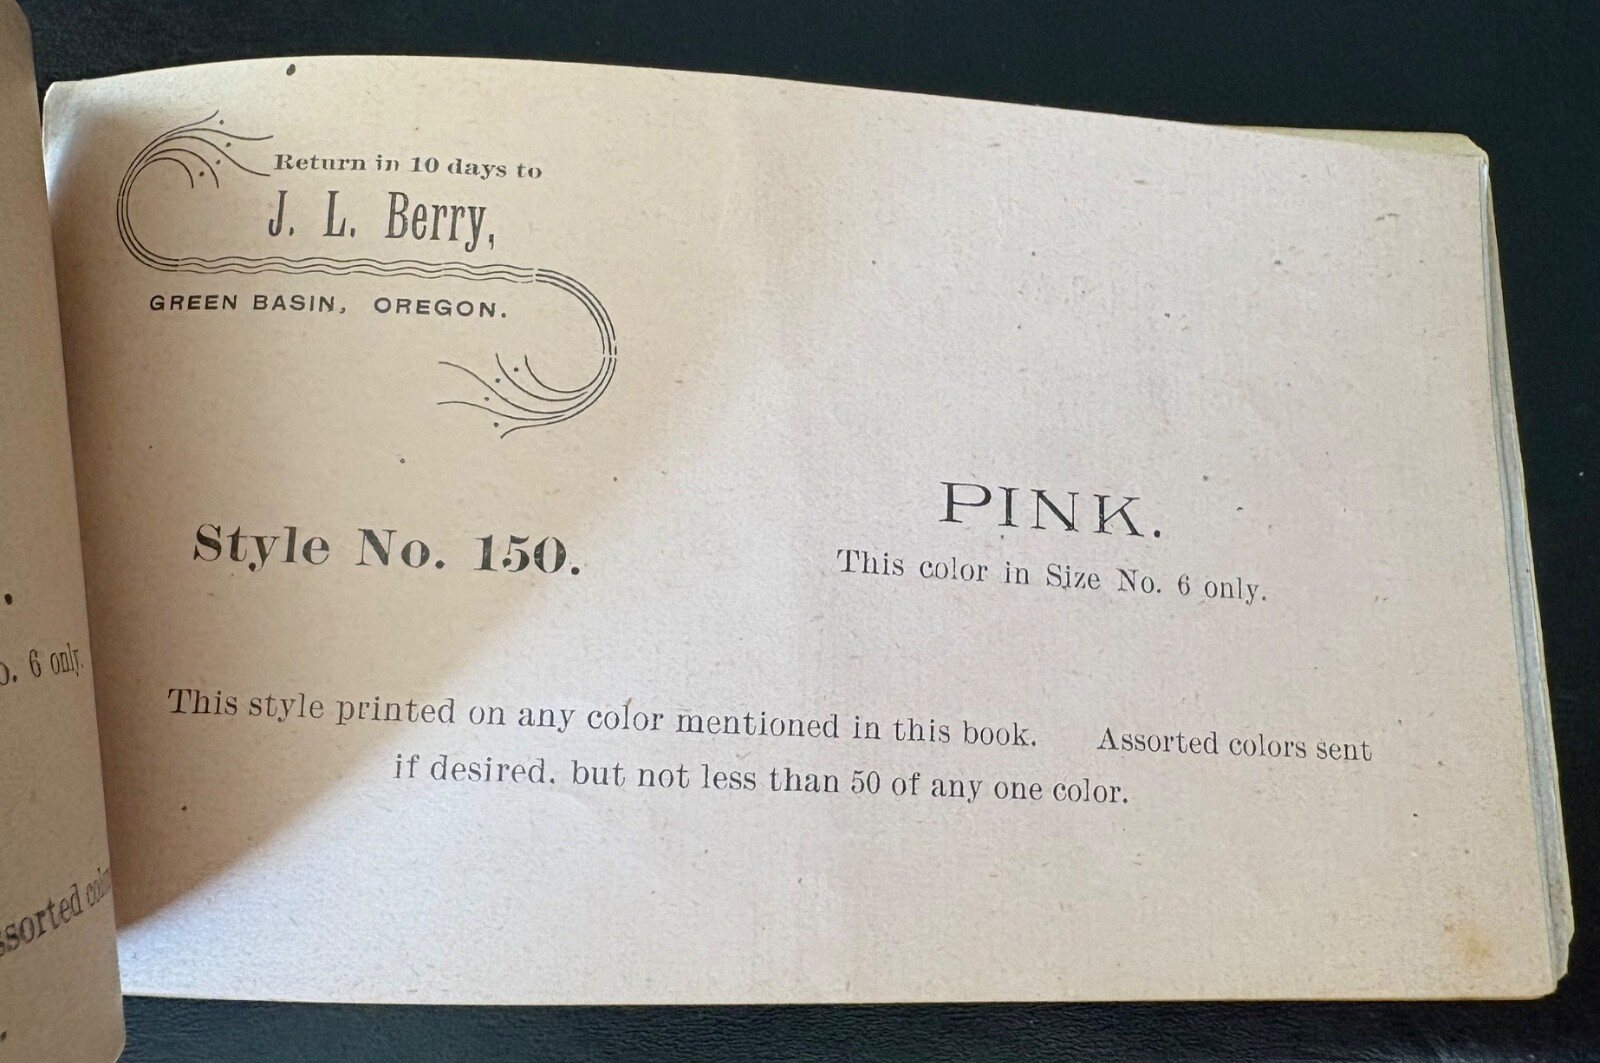 Return in 10 days to
J. L. Berry,
GREEN BASIN, OREGON.
Style No. 150.
PINK.
This color in Size No. 6 only.
This style printed on any color mentioned in this book. Assorted colors sent
if desired. but not less than 50 of any one color.
6 only.